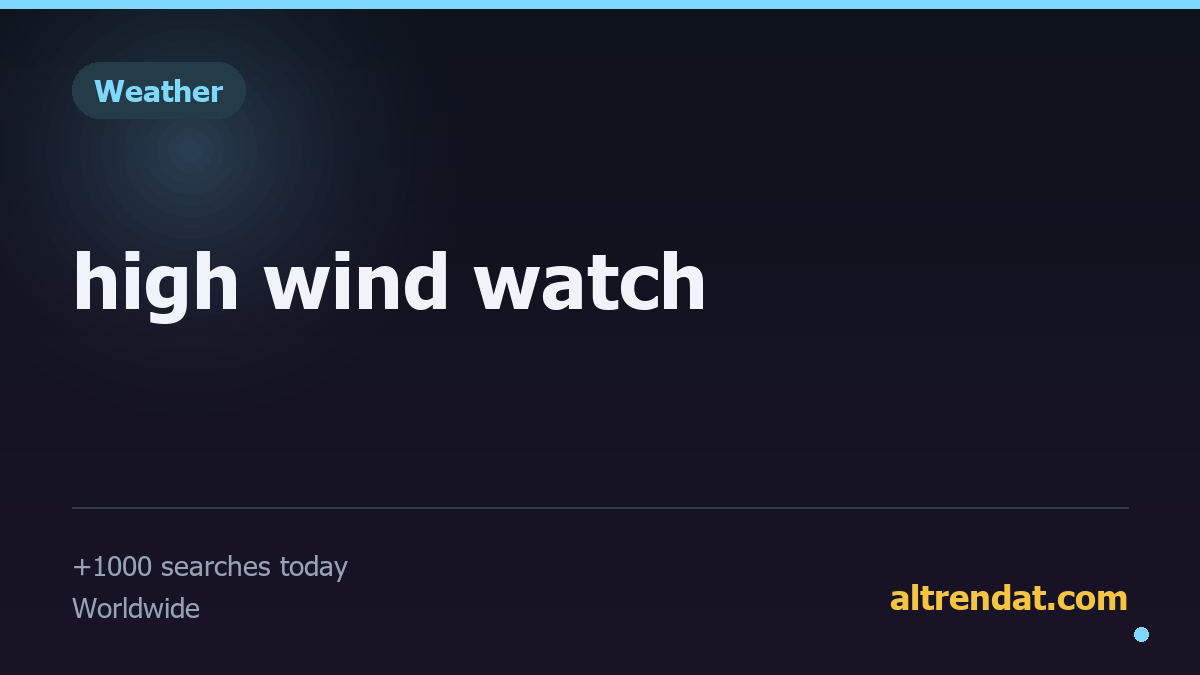 Weather
high wind watch
+1000 searches today
Worldwide
altrendat.com